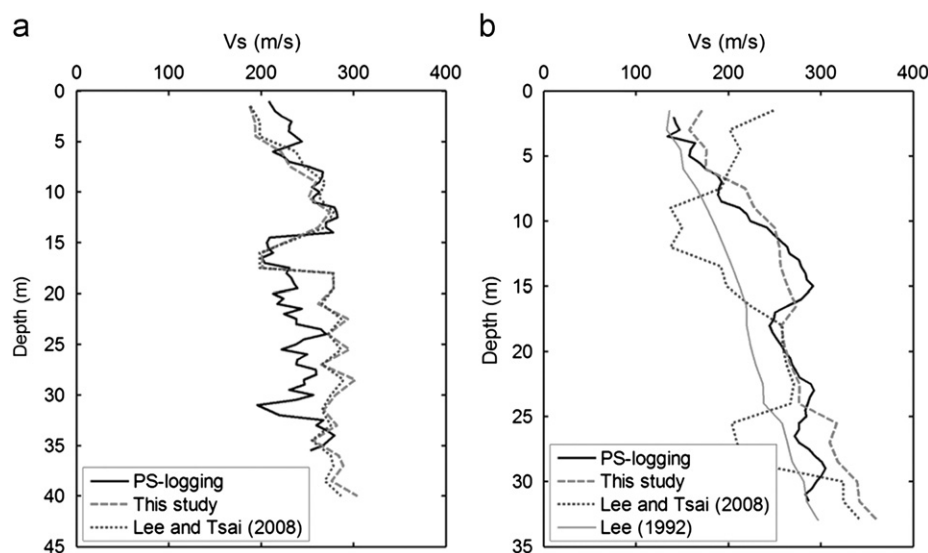 a
Vs (m/s)
0 100 200 300 400
0
5
10
15
20
25
30
35
40
45
Depth (m)
PS-logging
This study
Lee and Tsai (2008)
b
Vs (m/s)
0 100 200 300 400
0
5
10
15
20
25
30
35
Depth (m)
PS-logging
This study
Lee and Tsai (2008)
Lee (1992)